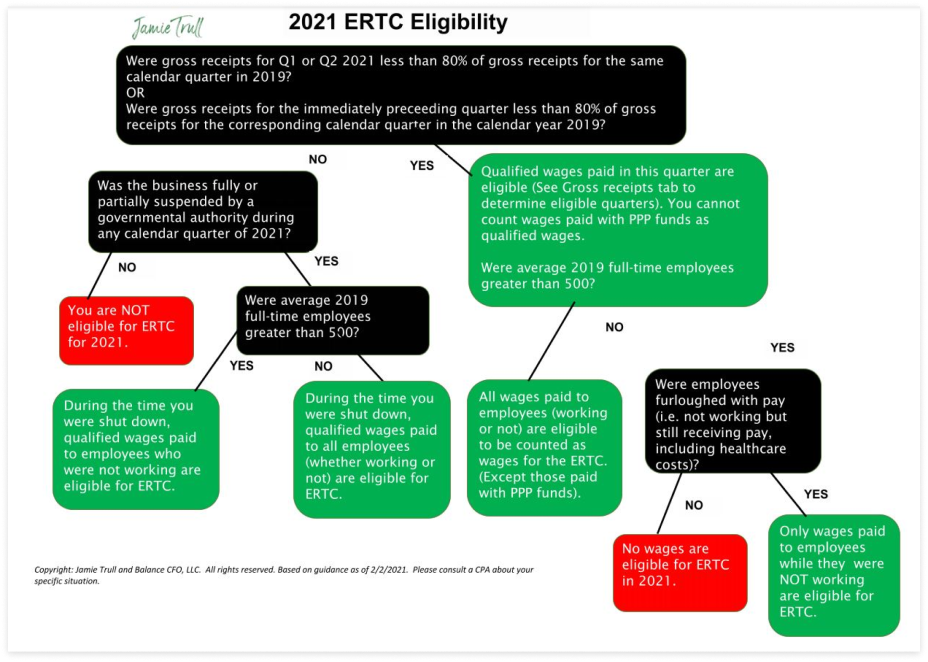 Jamie Trull
2021 ERTC Eligibility
Were gross receipts for Q1 or Q2 2021 less than 80% of gross receipts for the same
calendar quarter in 2019?
OR
Were gross receipts for the immediately preceeding quarter less than 80% of gross
receipts for the corresponding calendar quarter in the calendar year 2019?
NO
YES
Was the business fully or
partially suspended by a
governmental authority during
any calendar quarter of 2021?
Qualified wages paid in this quarter are
eligible (See Gross receipts tab to
determine eligible quarters). You cannot
count wages paid with PPP funds as
qualified wages.
Were average 2019 full-time employees
greater than 500?
NO
YES
You are NOT
eligible for ERTC
for 2021.
Were average 2019
full-time employees
greater than 500?
NO
YES
YES
NO
During the time you
were shut down,
qualified wages paid
to employees who
were not working are
eligible for ERTC.
During the time you
were shut down,
qualified wages paid
to all employees
(whether working or
not) are eligible for
ERTC.
All wages paid to
employees (working
or not) are eligible
to be counted as
wages for the ERTC.
(Except those paid
with PPP funds).
Were employees
furloughed with pay
(i.e. not working but
still receiving pay,
including healthcare
costs)?
NO
YES
No wages are
eligible for ERTC
in 2021.
Only wages paid
to employees
while they were
NOT working
are eligible for
ERTC.
Copyright: Jamie Trull and Balance CFO, LLC. All rights reserved. Based on guidance as of 2/2/2021. Please consult a CPA about your
specific situation.